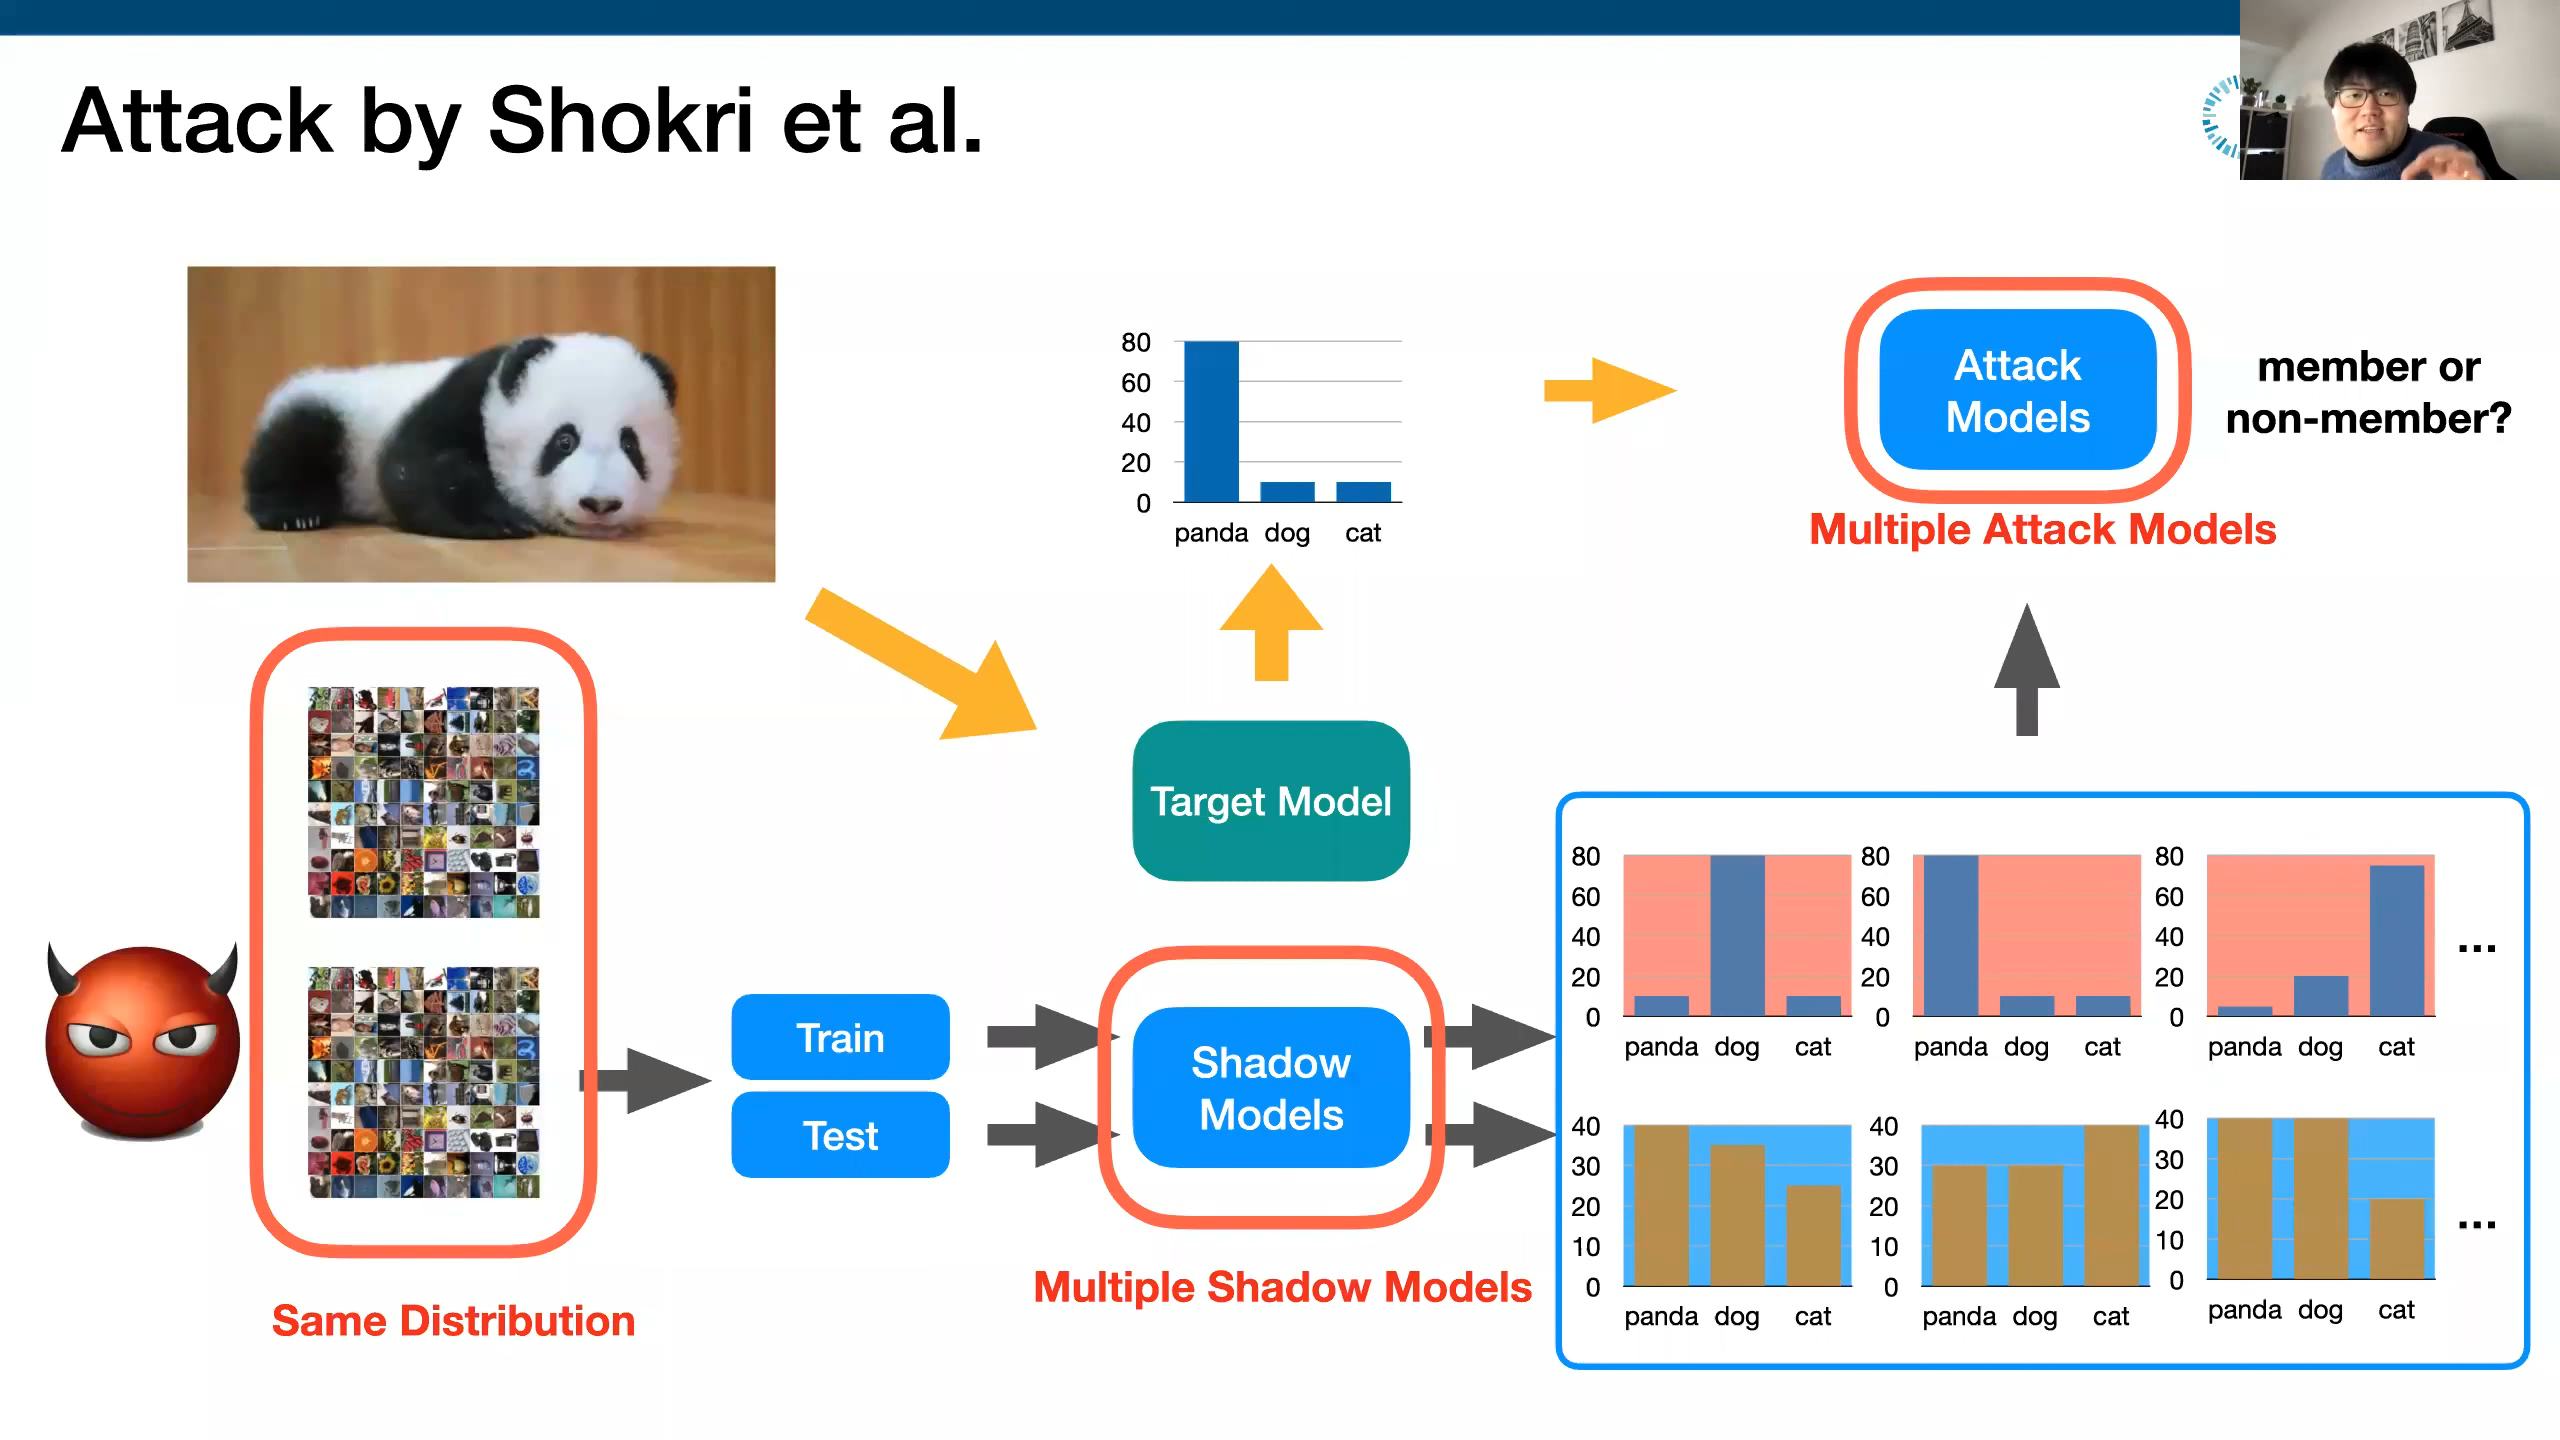 Attack by Shokri et al.
80
60
40
20
0
panda dog cat
Attack
Models
member or
non-member?
Multiple Attack Models
Target Model
Train
Test
Shadow
Models
Same Distribution
Multiple Shadow Models
80
60
40
20
0
panda dog cat
80
60
40
20
0
panda dog cat
80
60
40
20
0
panda dog cat
...
40
30
20
10
0
panda dog cat
40
30
20
10
0
panda dog cat
40
30
20
10
0
panda dog cat
...